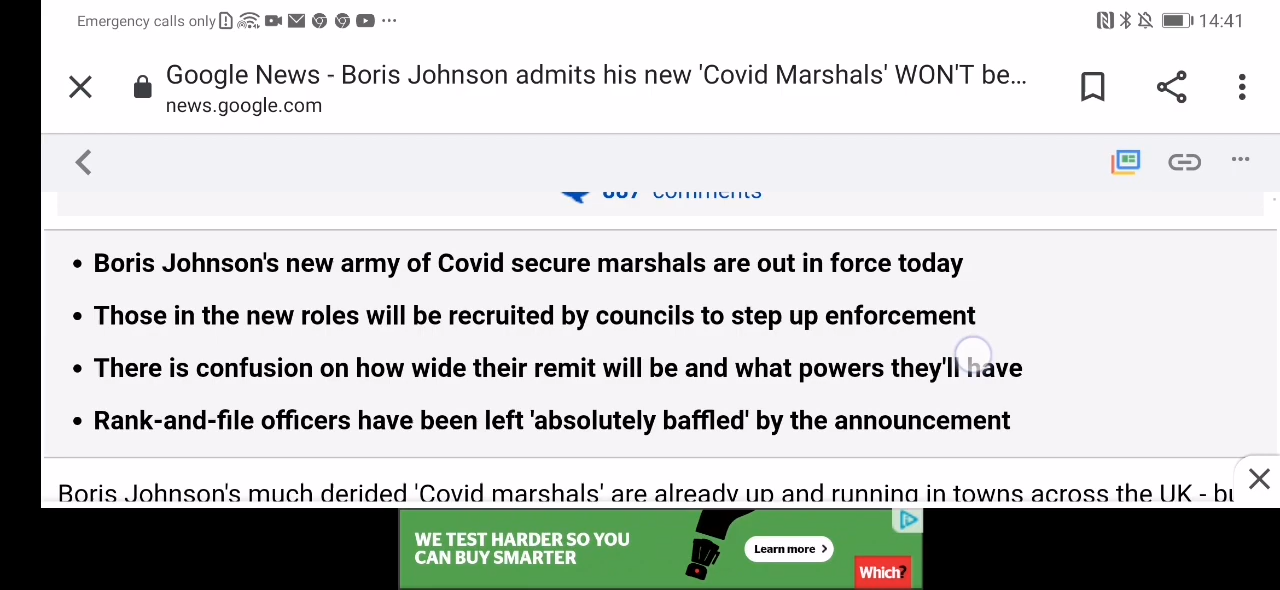 Emergency calls only
14:41
Google News - Boris Johnson admits his new 'Covid Marshals' WON'T be...
news.google.com
comments
• Boris Johnson's new army of Covid secure marshals are out in force today
• Those in the new roles will be recruited by councils to step up enforcement
• There is confusion on how wide their remit will be and what powers they'll have
• Rank-and-file officers have been left 'absolutely baffled' by the announcement
Boris Johnson's much derided 'Covid marshals' are already up and running in towns across the UK -
WE TEST HARDER SO YOU
CAN BUY SMARTER
Learn more
Which?